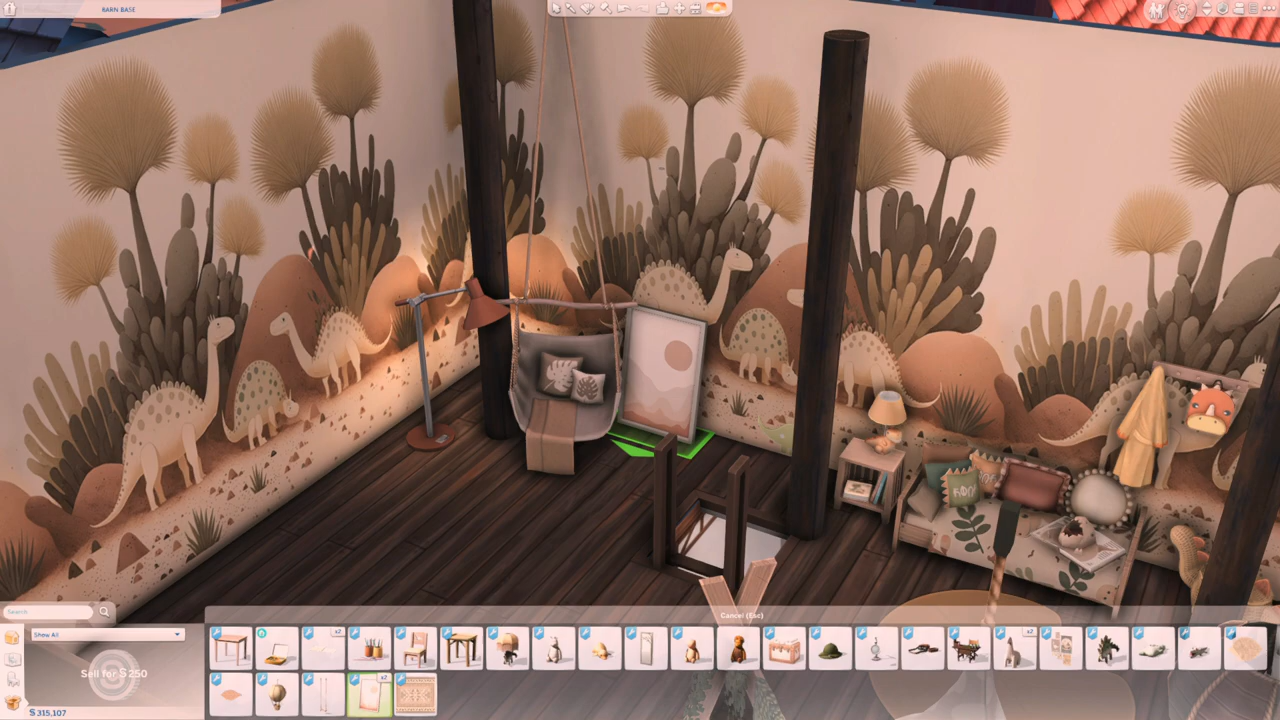 BARN BASE
Search
Cancel (Esc)
Show All
x2
x2
Sell for §250
x2
§315,107